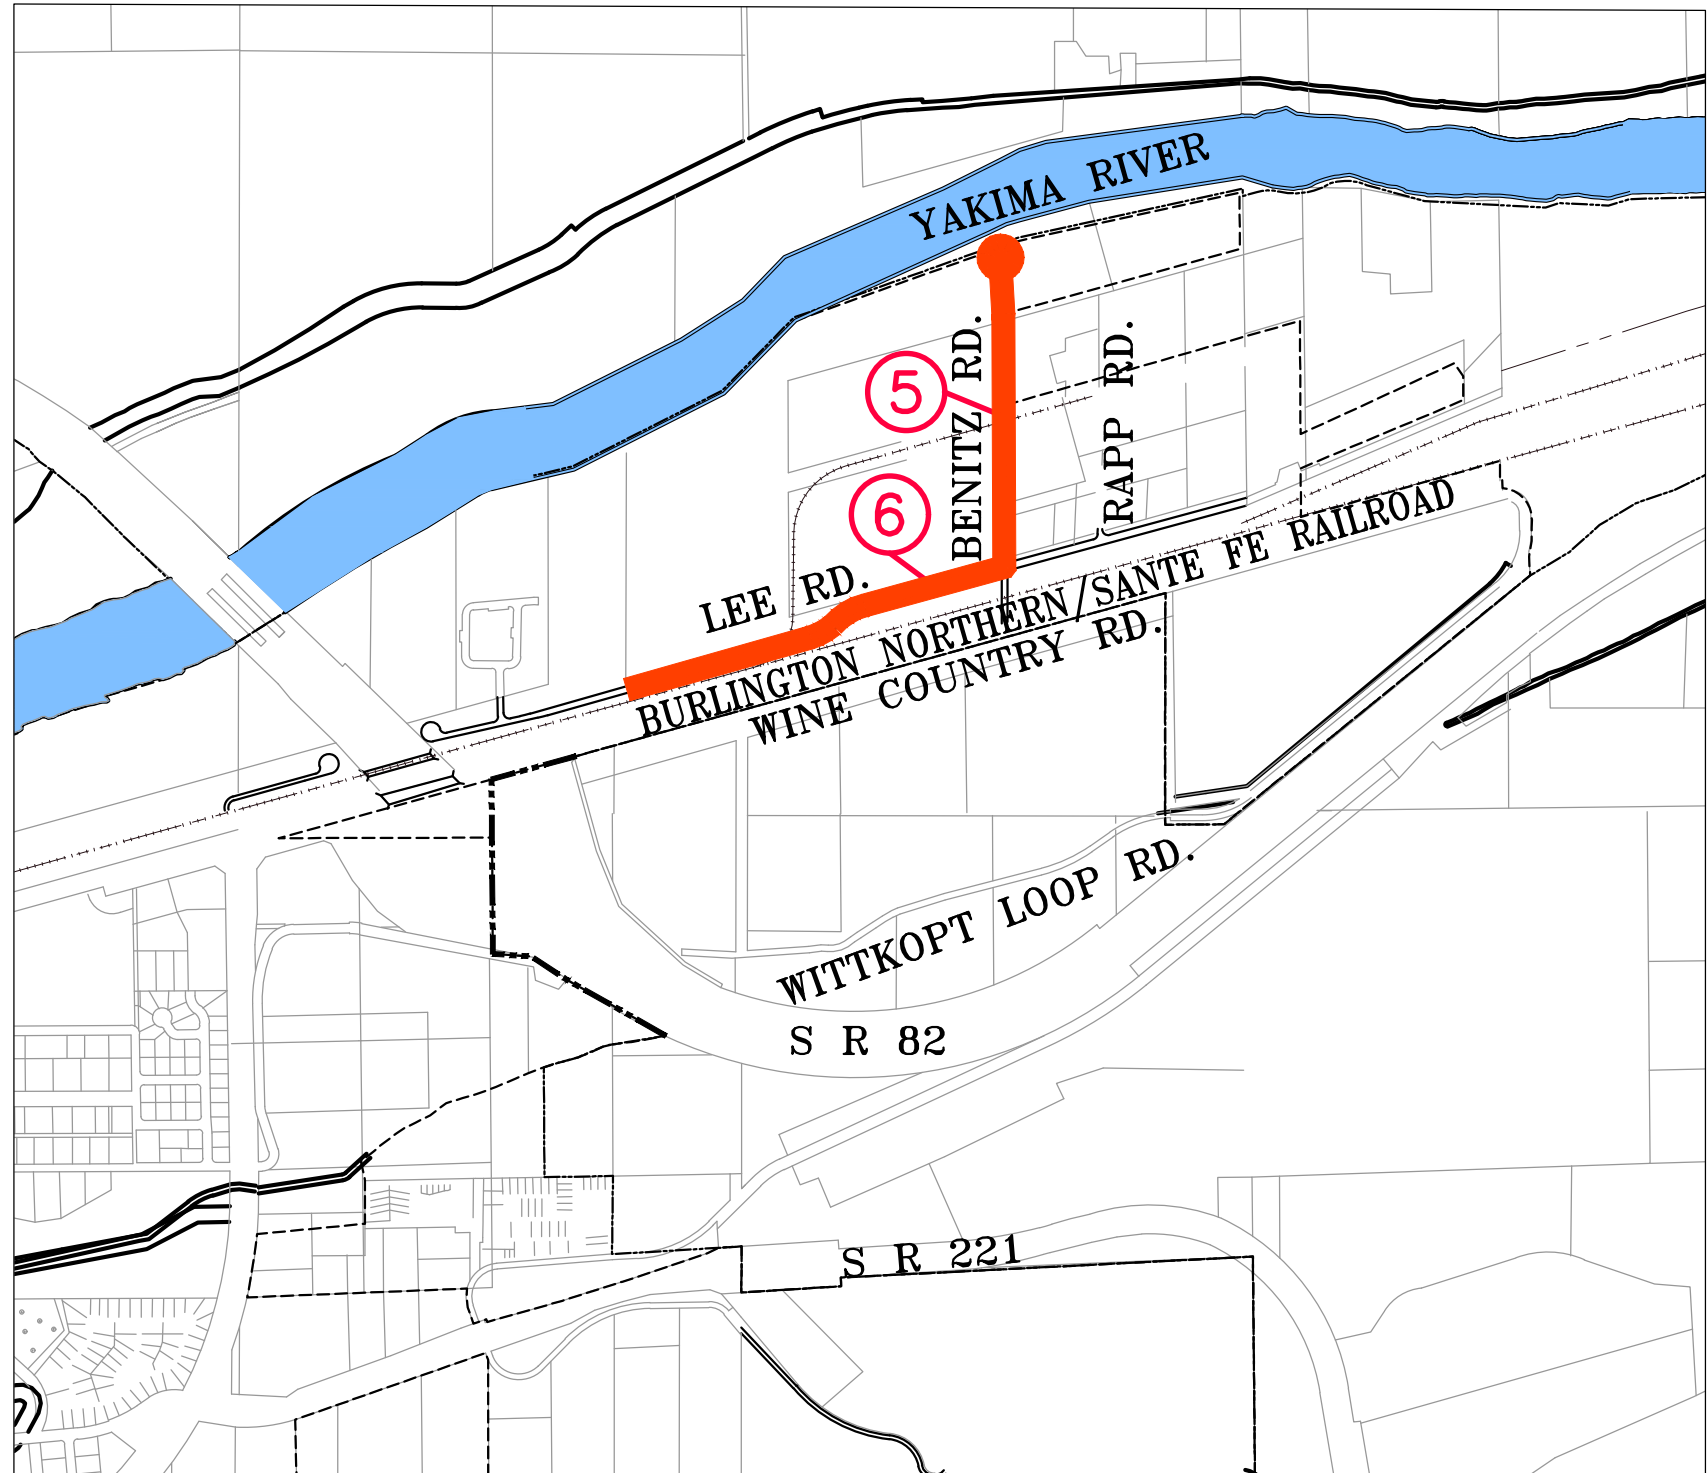 YAKIMA RIVER
5
BENITZ RD.
RAPP RD.
6
LEE RD.
BURLINGTON NORTHERN/SANTE FE RAILROAD
WINE COUNTRY RD.
WITTKOPT LOOP RD.
S R 82
S R 221